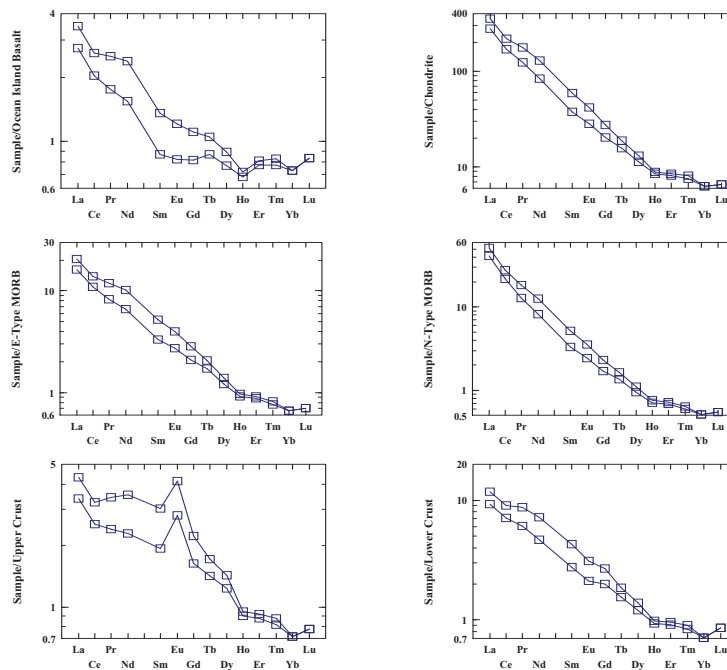 Sample/Ocean Island Basalt
4
2
1
0.6
La Pr Sm Gd Dy Er Yb
Ce Nd Eu Tb Ho Tm Lu
Sample/Chondrite
400
100
10
6
La Pr Sm Gd Dy Er Yb
Ce Nd Eu Tb Ho Tm Lu
Sample/E-Type MORB
30
10
1
0.6
La Pr Sm Gd Dy Er Yb
Ce Nd Eu Tb Ho Tm Lu
Sample/N-Type MORB
60
10
1
0.5
La Pr Sm Gd Dy Er Yb
Ce Nd Eu Tb Ho Tm Lu
Sample/Upper Crust
5
1
0.7
La Pr Sm Gd Dy Er Yb
Ce Nd Eu Tb Ho Tm Lu
Sample/Lower Crust
20
10
1
0.7
La Pr Sm Gd Dy Er Yb
Ce Nd Eu Tb Ho Tm Lu